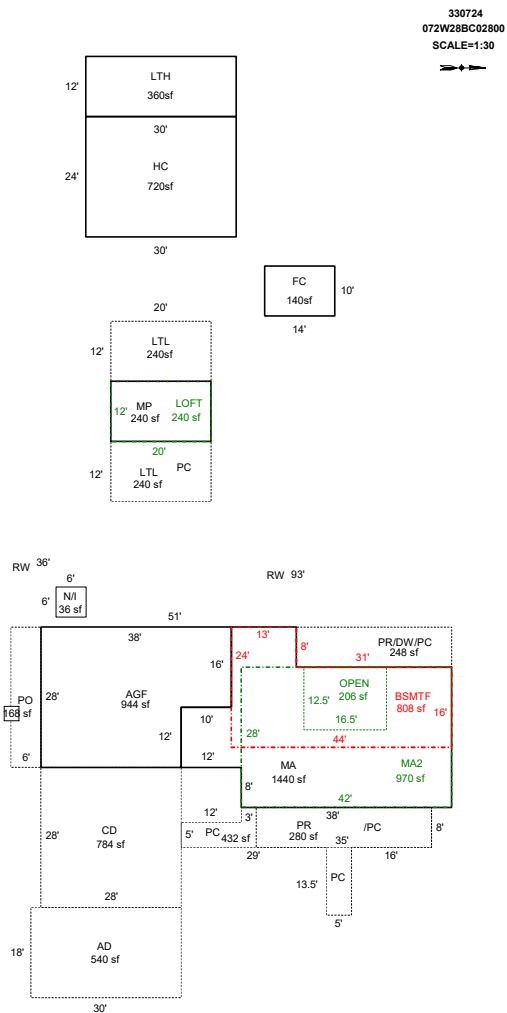 330724
072W28BC02800
SCALE=1:30
LTH
12'
360sf
30'
HC
24'
720sf
30'
FC
140sf
10'
14'
20'
LTL
12'
240sf
MP
LOFT
12'
240 sf
240 sf
20'
PC
12'
LTL
240 sf
RW
36'
RW
93'
6'
6'
N/I
36 sf
51'
38'
13'
8'
PR/DW/PC
248 sf
16'
24'
31'
OPEN
206 sf
BSMTF
808 sf
28'
AGF
944 sf
PO
168 sf
12.5'
16.5'
16'
10'
12'
28'
44'
6'
12'
MA
1440 sf
MA2
970 sf
8'
42'
12'
3'
38'
5'
PC
432 sf
PR
280 sf
/PC
8'
CD
784 sf
28'
29'
35'
16'
13.5'
PC
28'
5'
18'
AD
540 sf
30'